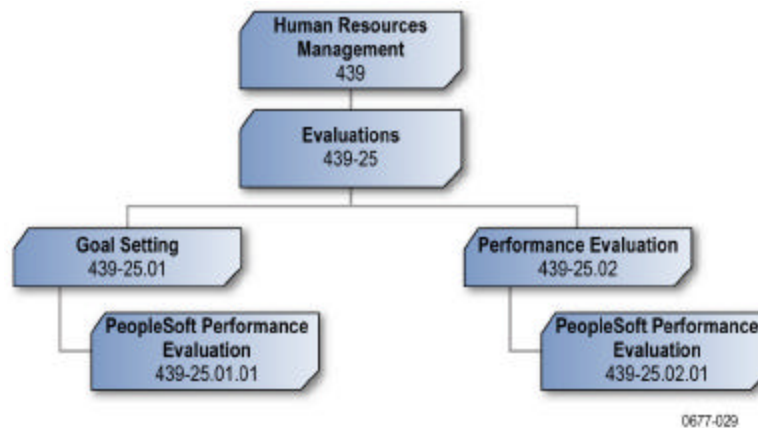 Human Resources
Management
439
Evaluations
439-25
Goal Setting
439-25.01
Performance Evaluation
439-25.02
PeopleSoft Performance
Evaluation
439-25.01.01
PeopleSoft Performance
Evaluation
439-25.02.01
0677-029